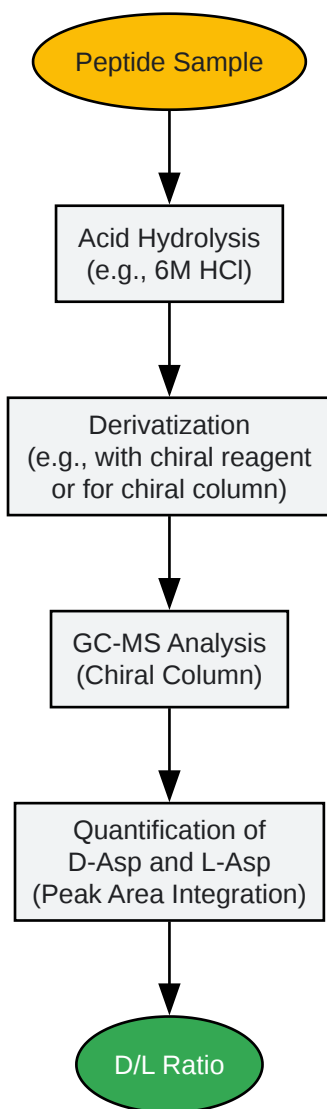 Peptide Sample
Acid Hydrolysis
(e.g., 6M HCl)
Derivatization
(e.g., with chiral reagent
or for chiral column)
GC-MS Analysis
(Chiral Column)
Quantification of
D-Asp and L-Asp
(Peak Area Integration)
D/L Ratio